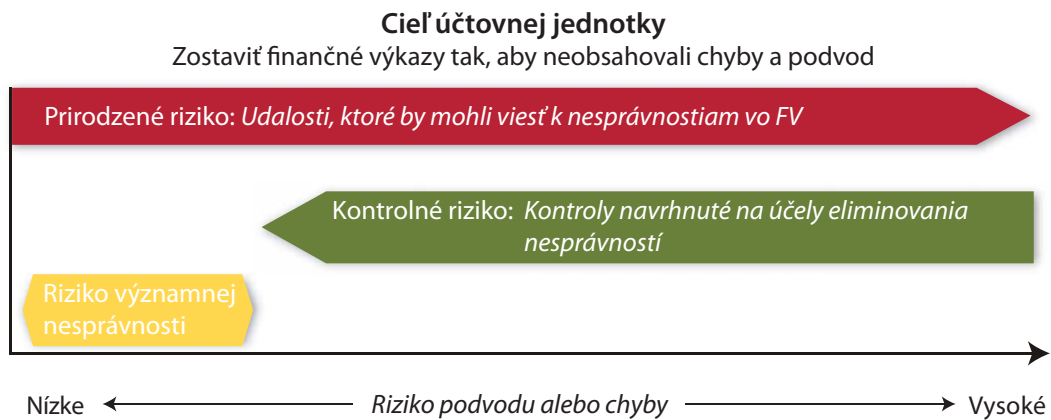 Cieľ účtovnej jednotky
Zostaviť finančné výkazy tak, aby neobsahovali chyby a podvod
Prirodzené riziko: Udalosti, ktoré by mohli viesť k nesprávnostiam vo FV
Kontrolné riziko: Kontroly navrhnuté na účely eliminovania
nesprávností
Riziko významnej
nesprávnosti
Nízke
Riziko podvodu alebo chyby
Vysoké